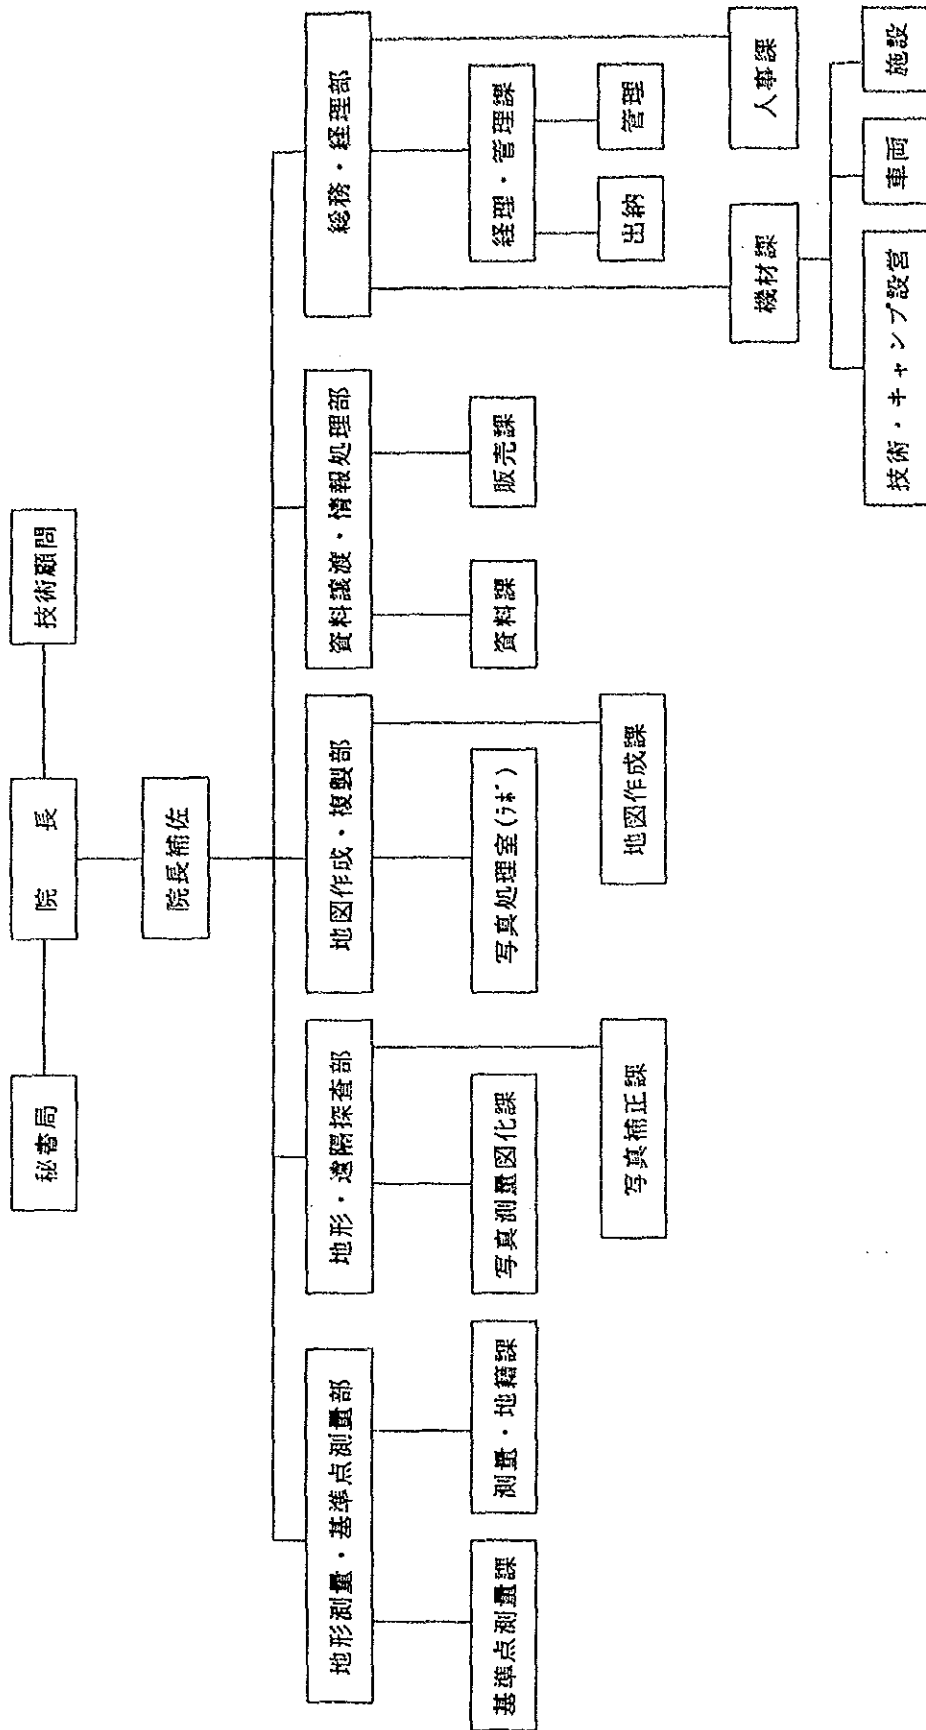 秘書局
院　長
技術顧問
院長補佐
地形測量・基準点測量部
地形・遠隔探査部
地図作成・複製部
資料譲渡・情報処理部
総務・経理部
基準点測量課
測量・地籍課
写真測量図化課
写真処理室(ﾗﾎﾞ)
資料課
販売課
経理・管理課
写真補正課
地図作成課
出納
管理
機材課
人事課
技術・キャンプ設営
車両
施設